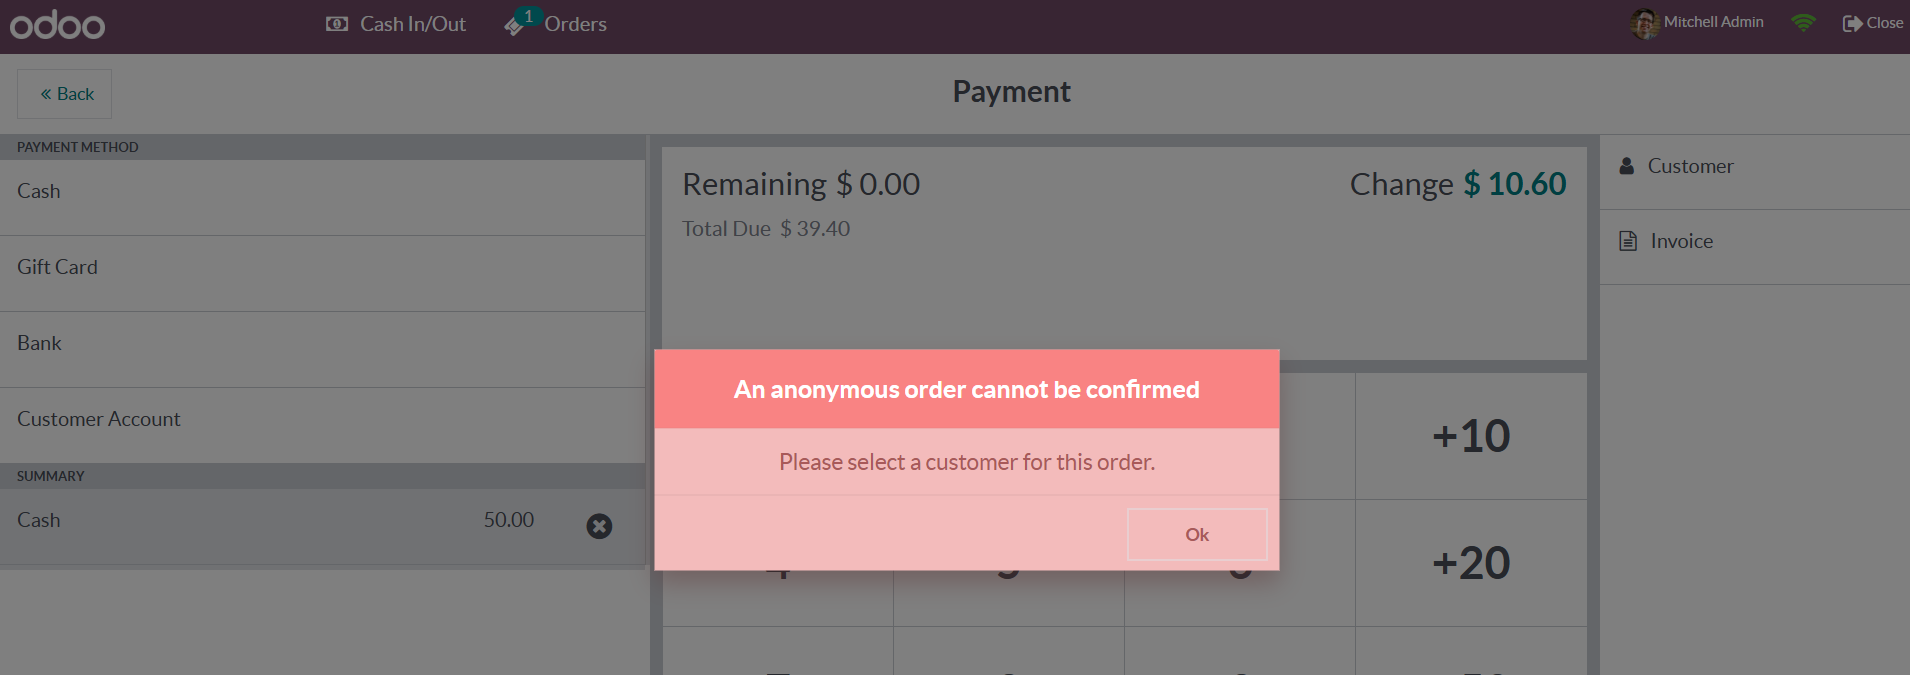 odoo
Cash In/Out
1
Orders
Mitchell Admin
Close
« Back
Payment
PAYMENT METHOD
Cash
Gift Card
Bank
Customer Account
SUMMARY
Cash 50.00
Remaining $ 0.00
Change $ 10.60
Total Due $ 39.40
Customer
Invoice
An anonymous order cannot be confirmed
Please select a customer for this order.
Ok
+10
+20